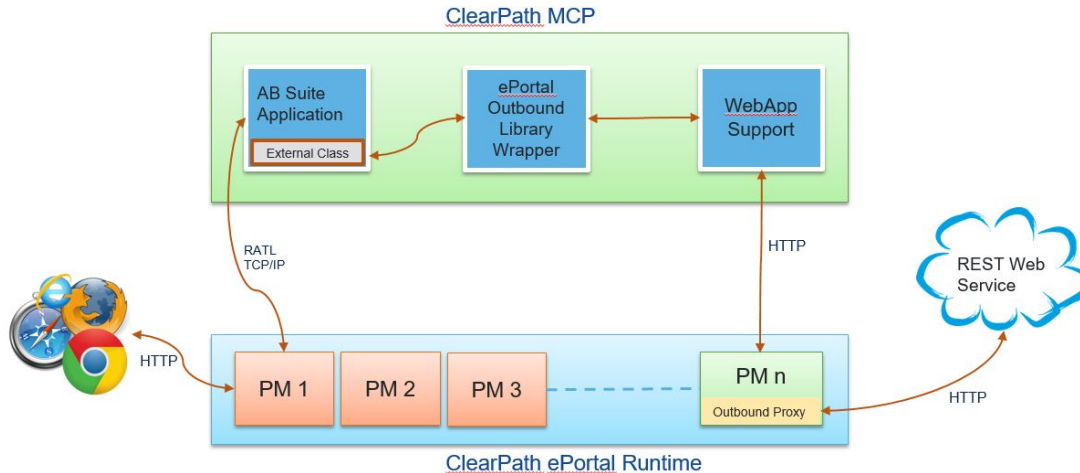 ClearPath MCP
AB Suite
Application
External Class
ePortal
Outbound
Library
Wrapper
WebApp
Support
RATL
TCP/IP
HTTP
REST Web
Service
HTTP
PM 1
PM 2
PM 3
PM n
Outbound Proxy
HTTP
ClearPath ePortal Runtime